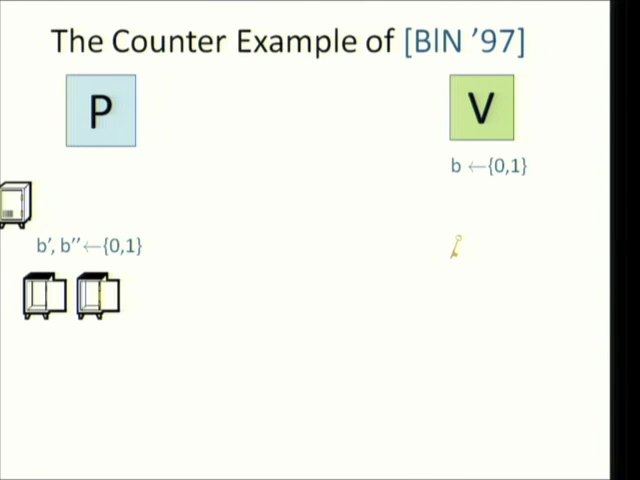 The Counter Example of [BIN ’97]
P
V
b ←{0,1}
b’, b’’←{0,1}